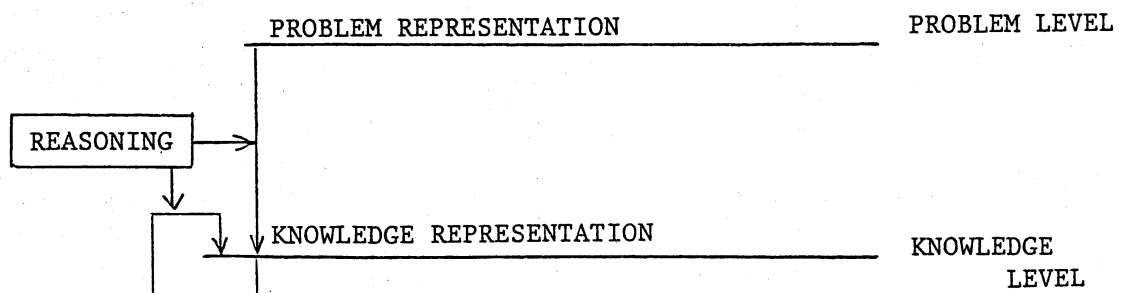 PROBLEM REPRESENTATION
PROBLEM LEVEL
REASONING
KNOWLEDGE REPRESENTATION
KNOWLEDGE
LEVEL